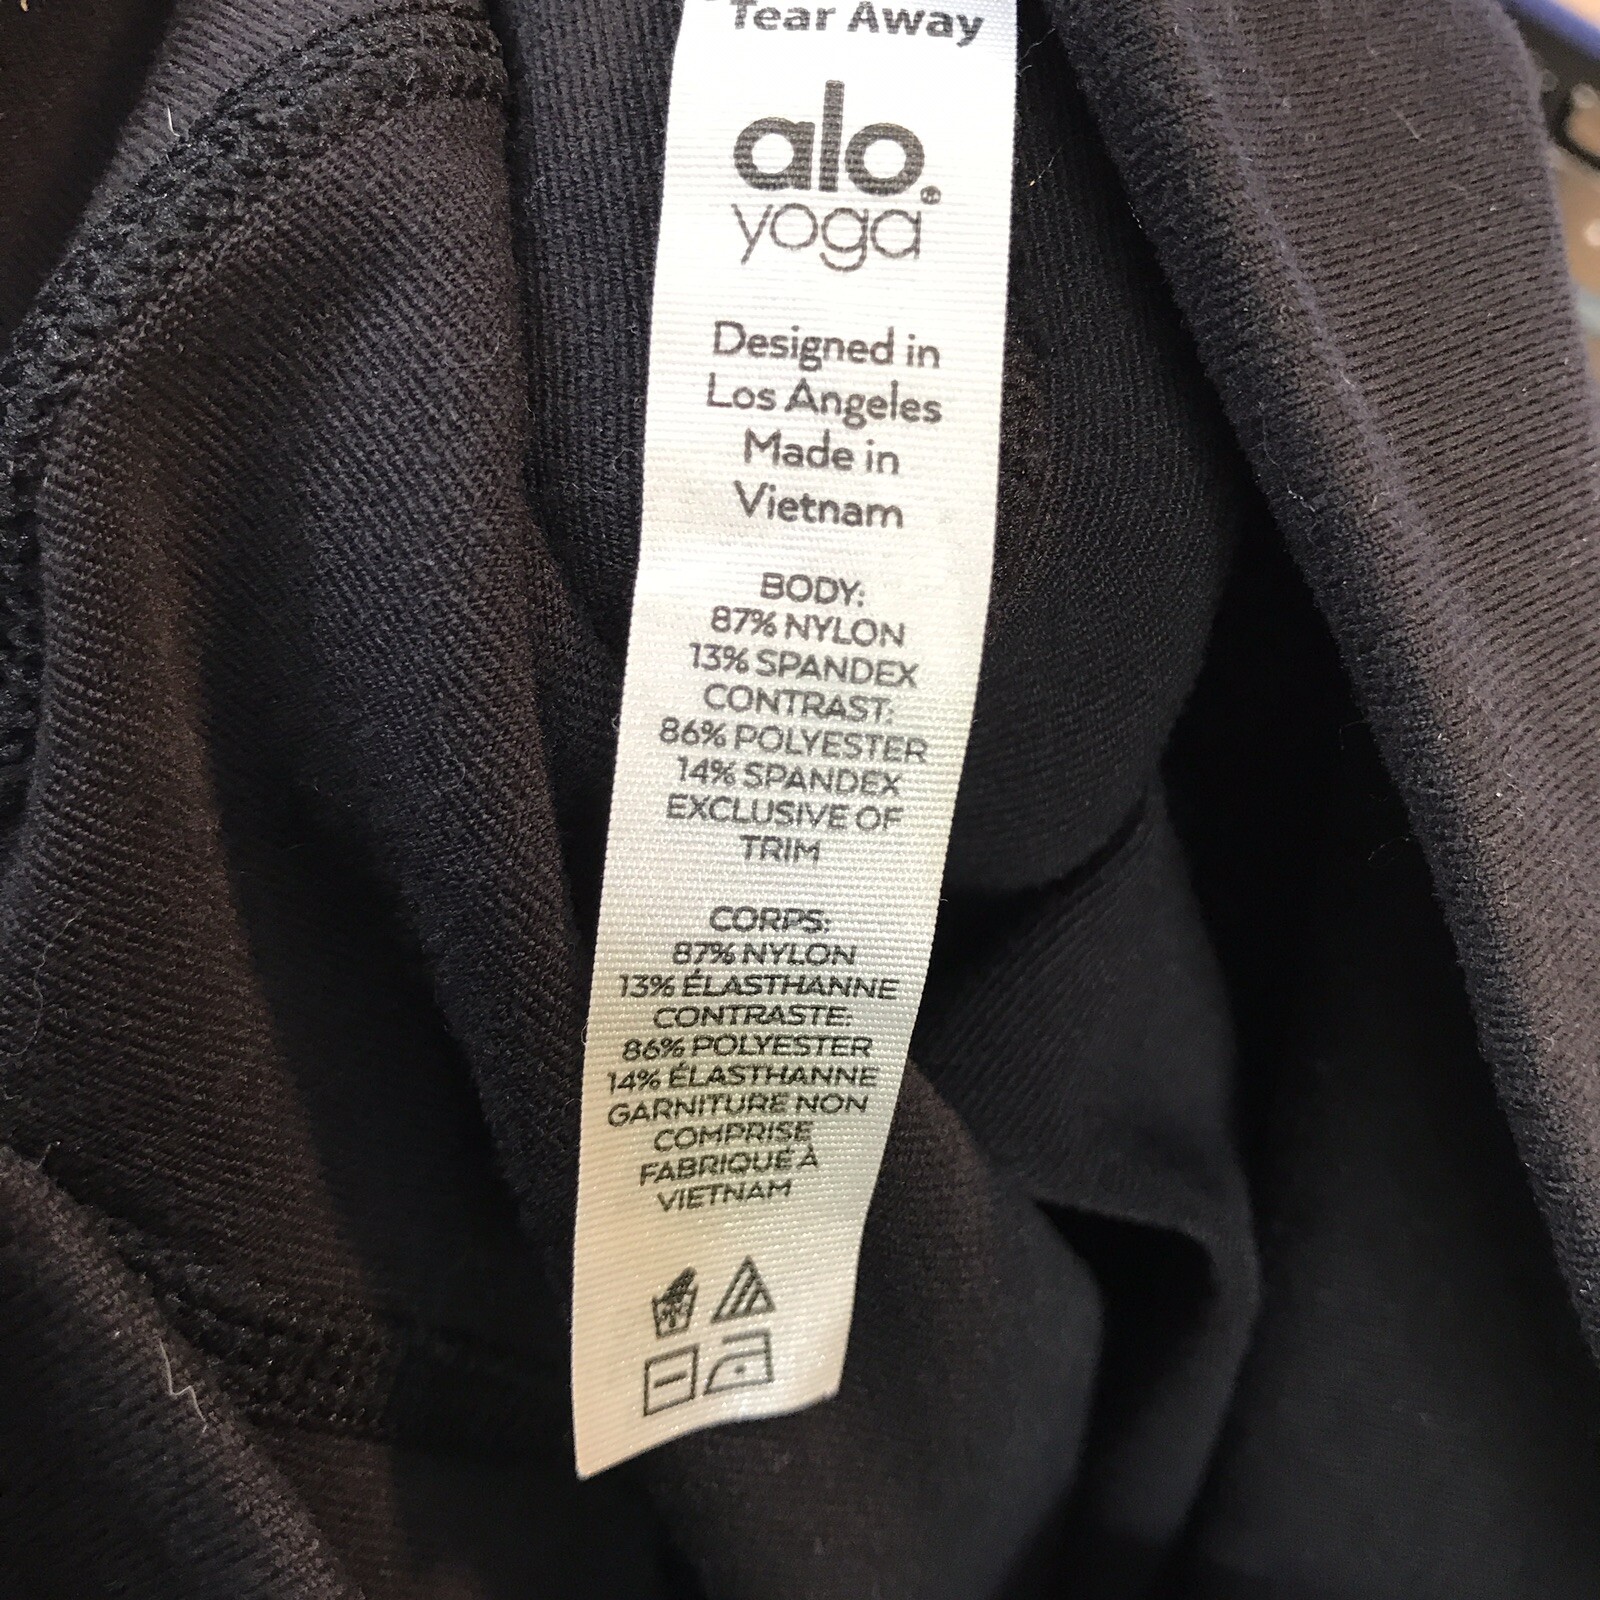 Tear Away
alo®
yoga
Designed in
Los Angeles
Made in
Vietnam
BODY:
87% NYLON
13% SPANDEX
CONTRAST:
86% POLYESTER
14% SPANDEX
EXCLUSIVE OF
TRIM
CORPS:
87% NYLON
13% ÉLASTHANNE
CONTRASTE:
86% POLYESTER
14% ÉLASTHANNE
GARNITURE NON
COMPRISE
FABRIQUÉ À
VIETNAM